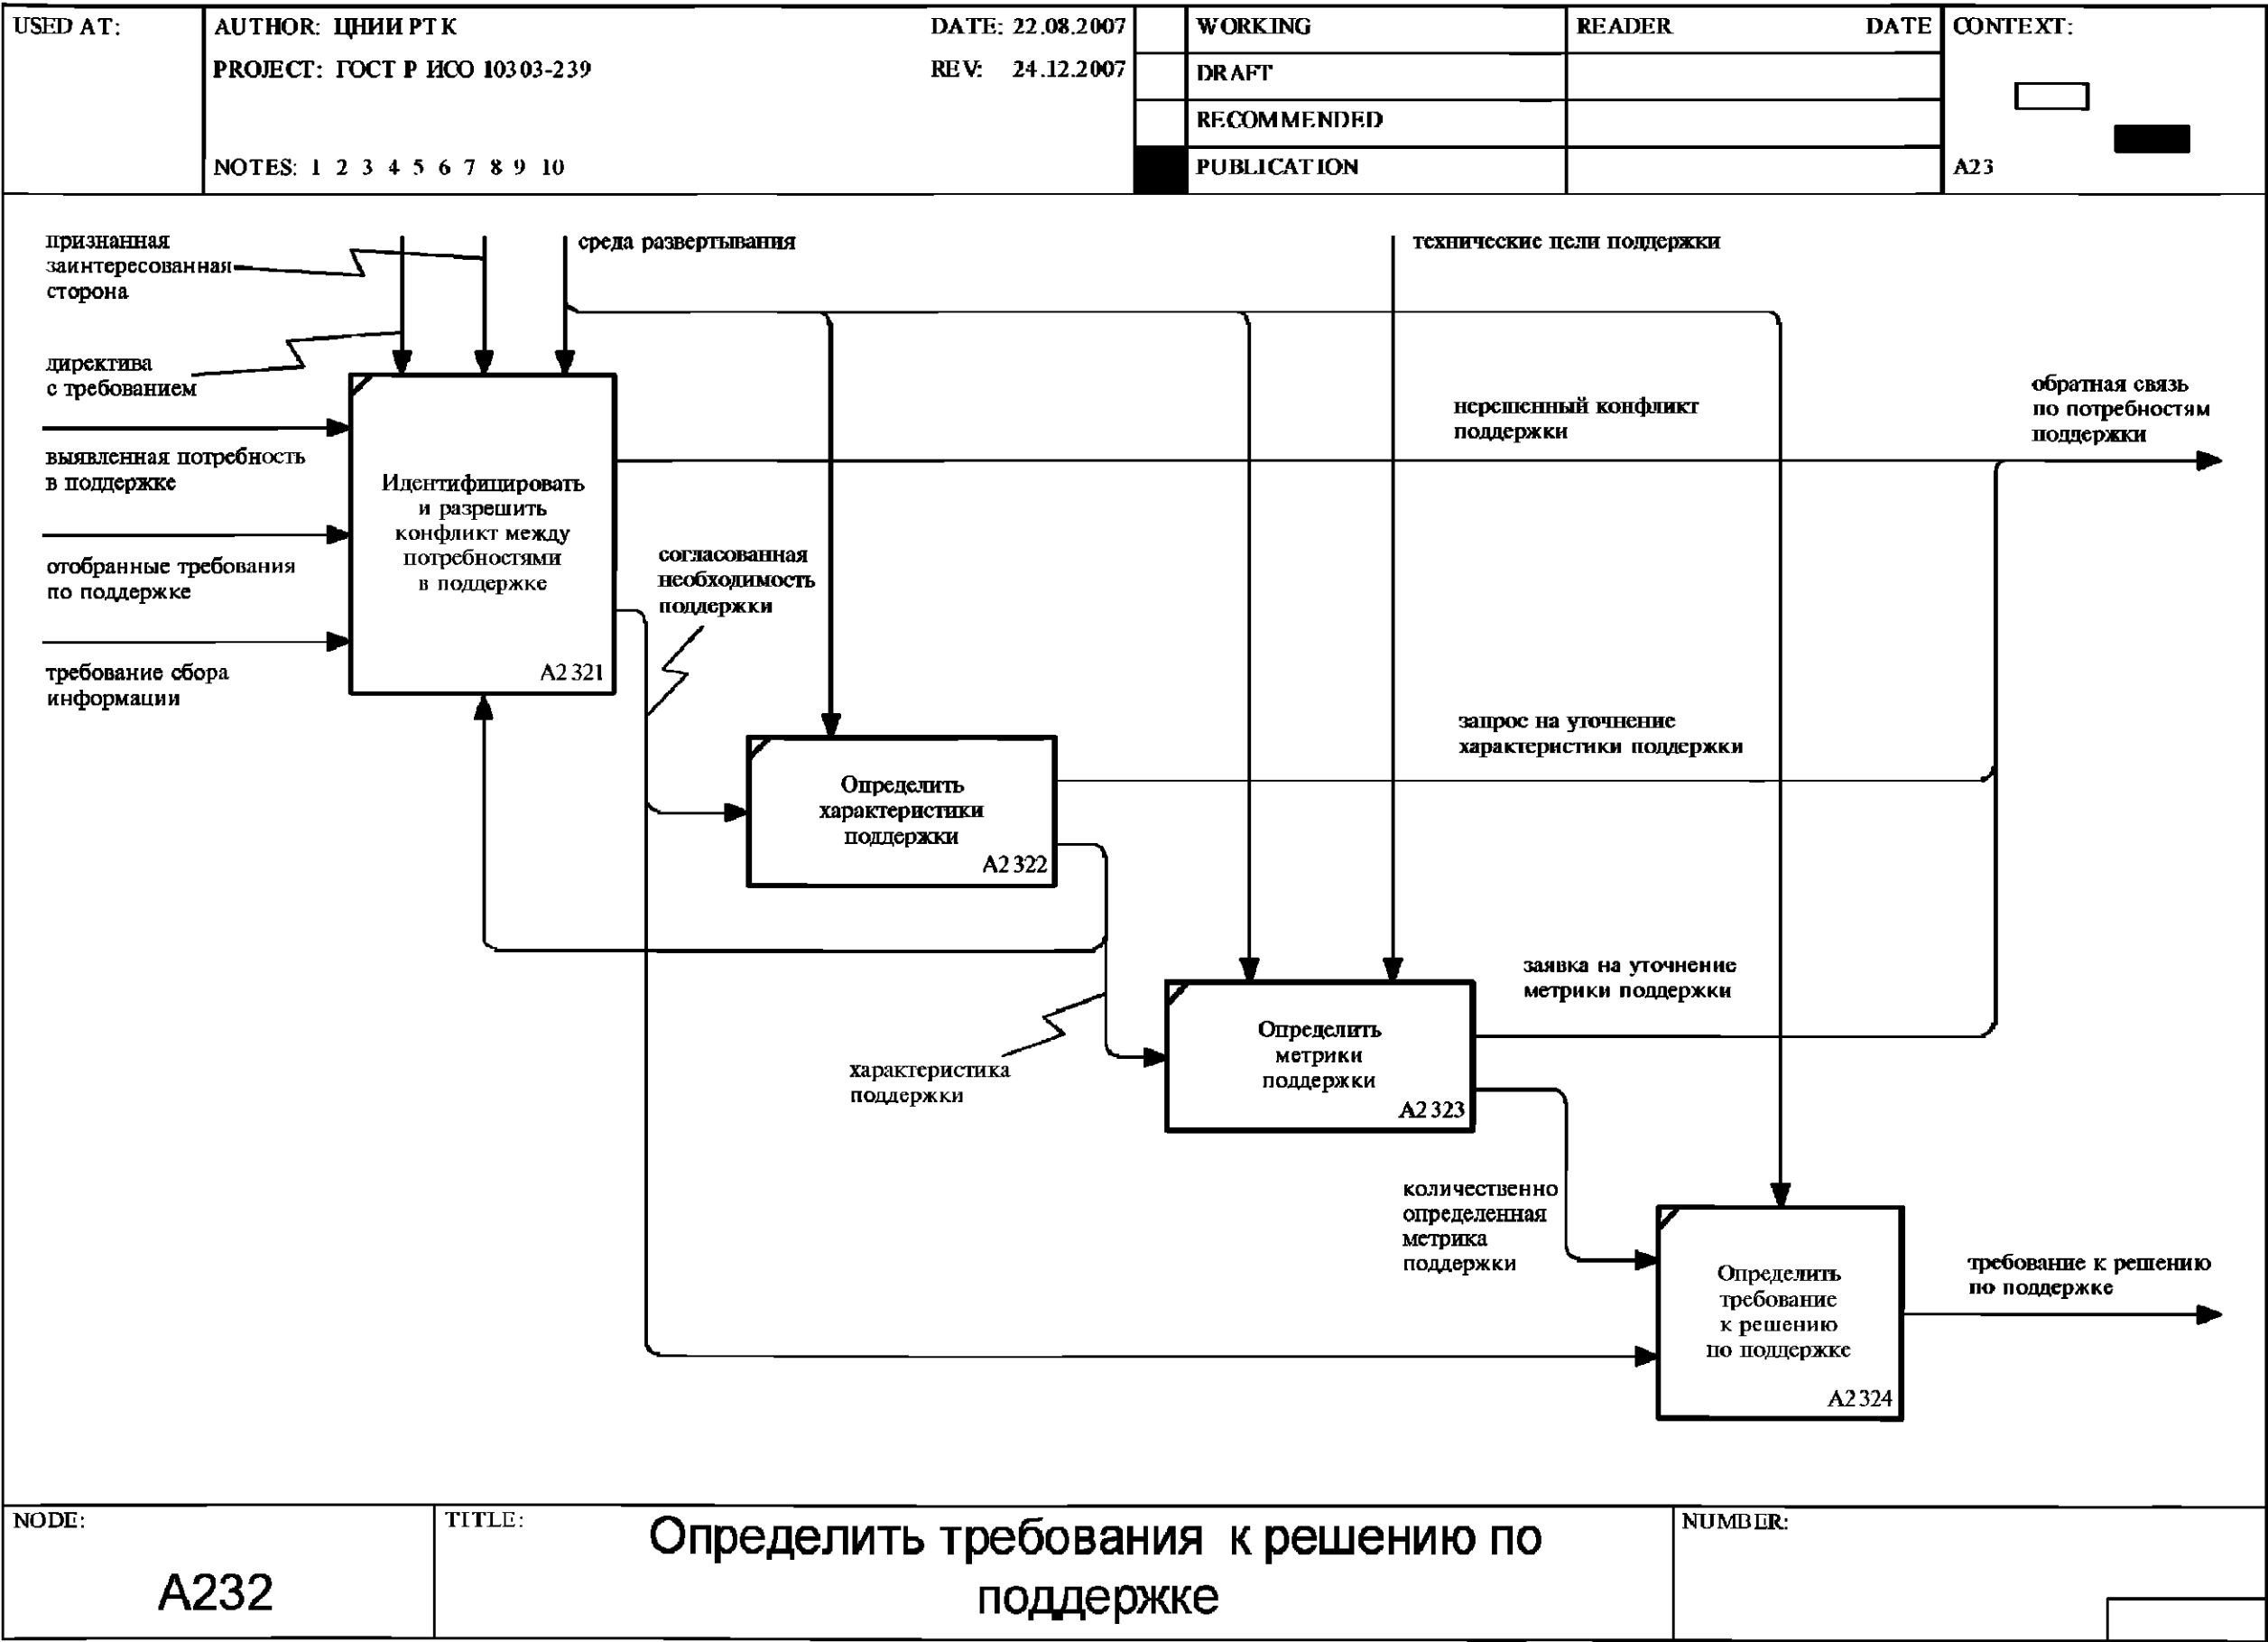 USED AT:
AUTHOR: ЦНИИ РТК
DATE: 22.08.2007
PROJECT: ГОСТ Р ИСО 10303-239
REV: 24.12.2007
NOTES: 1 2 3 4 5 6 7 8 9 10
WORKING
DRAFT
RECOMMENDED
PUBLICATION
READER DATE
CONTEXT:
A23
признанная
заинтересованная
сторона
среда развертывания
технические цели поддержки
директива
с требованием
выявленная потребность
в поддержке
отобранные требования
по поддержке
требование сбора
информации
Идентифицировать
и разрешить
конфликт между
потребностями
в поддержке
A2321
нерешенный конфликт
поддержки
обратная связь
по потребностям
поддержки
согласованная
необходимость
поддержки
запрос на уточнение
характеристики поддержки
Определить
характеристики
поддержки
A2322
заявка на уточнение
метрики поддержки
характеристика
поддержки
Определить
метрики
поддержки
A2323
количественно
определенная
метрика
поддержки
Определить
требование
к решению
по поддержке
A2324
требование к решению
по поддержке
NODE:
A232
TITLE:
Определить требования к решению по
поддержке
NUMBER: